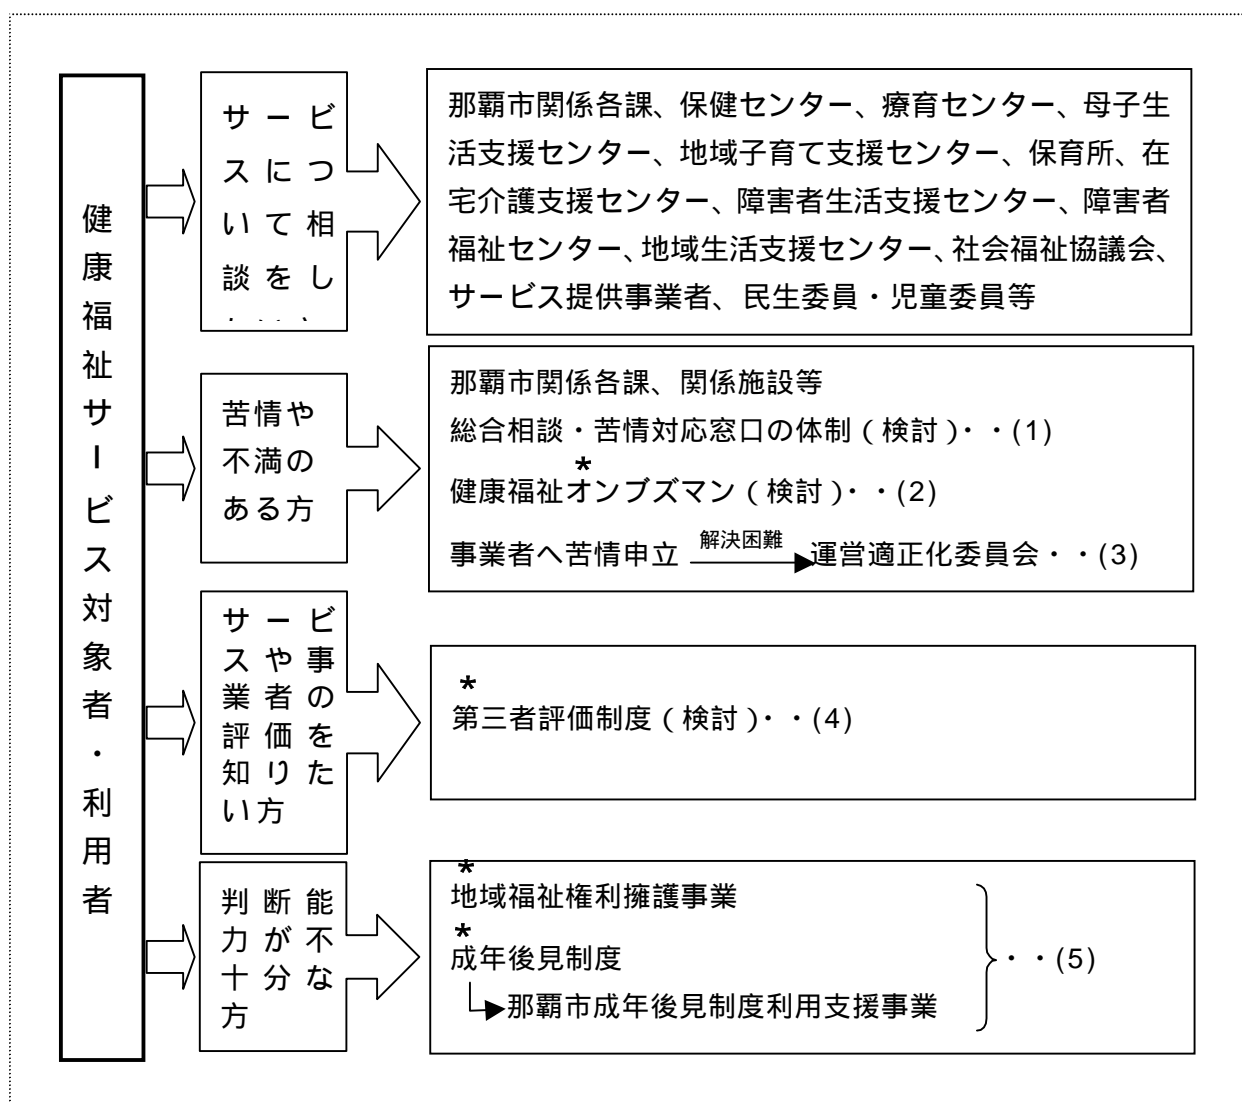 健康福祉サービス対象者・利用者
サービ
スにつ
いて相
談をし
那覇市関係各課、保健センター、療育センター、母子生
活支援センター、地域子育て支援センター、保育所、在
宅介護支援センター、障害者生活支援センター、障害者
福祉センター、地域生活支援センター、社会福祉協議会、
サービス提供事業者、民生委員・児童委員等
苦情や
不満の
ある方
那覇市関係各課、関係施設等
総合相談・苦情対応窓口の体制（検討）・・(1)
*
健康福祉オンブズマン（検討）・・(2)
事業者へ苦情申立 解決困難 運営適正化委員会・・(3)
サービ
スや事
業者の
評価を
知りた
い方
*
第三者評価制度（検討）・・(4)
判断能
力が不
十分な
方
*
地域福祉権利擁護事業
*
成年後見制度
那覇市成年後見制度利用支援事業
・・(5)